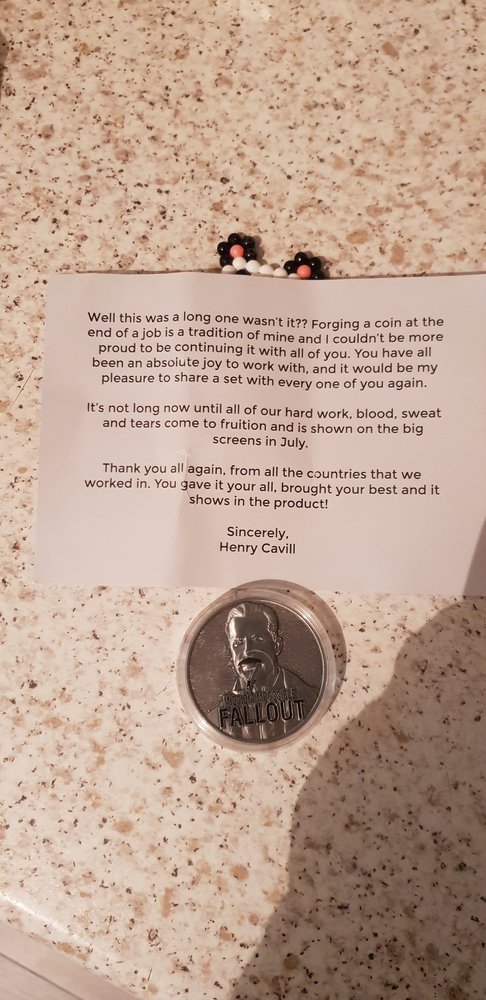 Well this was a long one wasn't it?? Forging a coin at the
end of a job is a tradition of mine and I couldn't be more
proud to be continuing it with all of you. You have all
been an absolute joy to work with, and it would be my
pleasure to share a set with every one of you again.
It's not long now until all of our hard work, blood, sweat
and tears come to fruition and is shown on the big
screens in July.
Thank you all again, from all the countries that we
worked in. You gave it your all, brought your best and it
shows in the product!
Sincerely,
Henry Cavill
FALLOUT